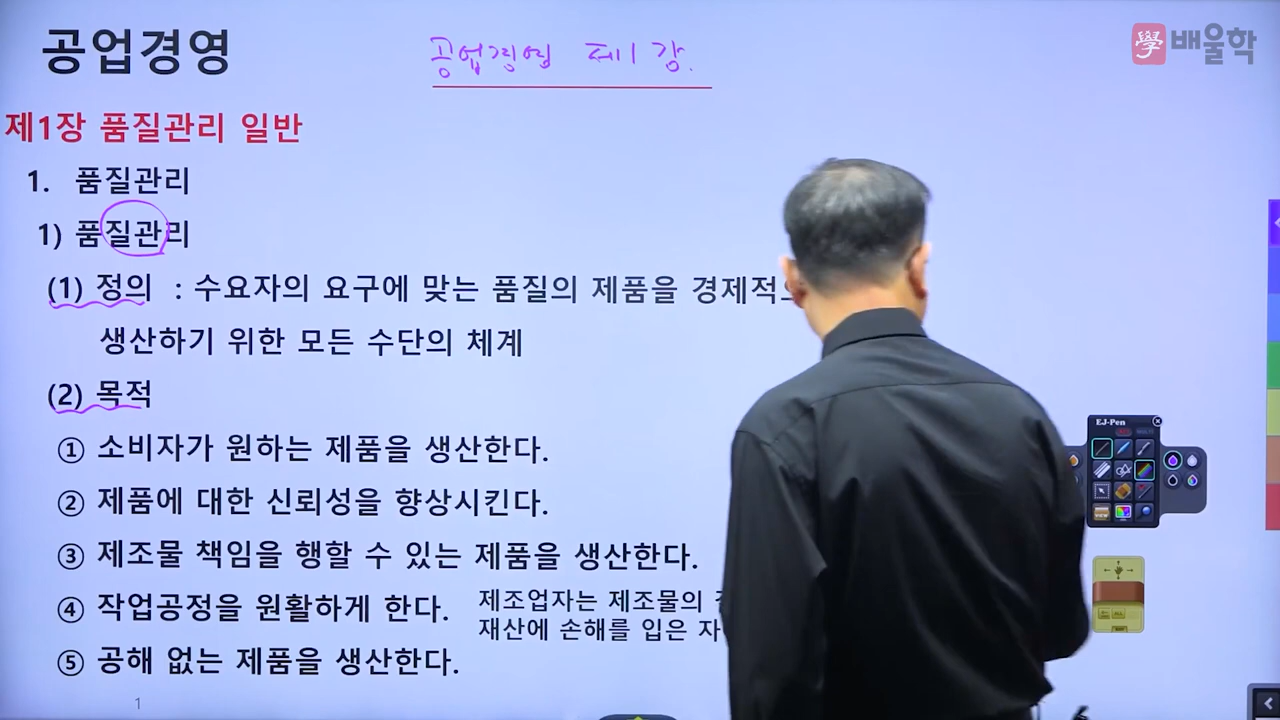 공업경영
공업경영 제1강.
學 배울학
제1장 품질관리 일반
1. 품질관리
1) 품질관리
(1) 정의 : 수요자의 요구에 맞는 품질의 제품을 경제적
생산하기 위한 모든 수단의 체계
(2) 목적
① 소비자가 원하는 제품을 생산한다.
② 제품에 대한 신뢰성을 향상시킨다.
③ 제조물 책임을 행할 수 있는 제품을 생산한다.
④ 작업공정을 원활하게 한다.
제조업자는 제조물의
재산에 손해를 입은
⑤ 공해 없는 제품을 생산한다.
EJ-Pen
1